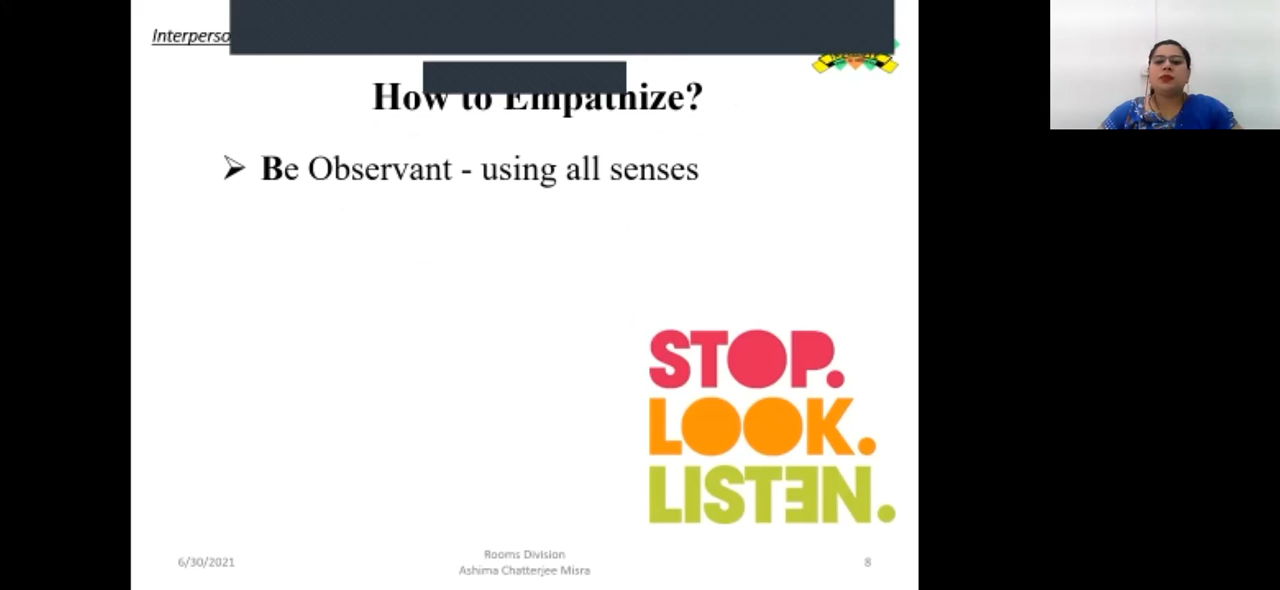 Interperso
How to Empathize?
➢ Be Observant - using all senses
STOP.
LOOK.
LISTEN.
6/30/2021
Rooms Division
Ashima Chatterjee Misra
8